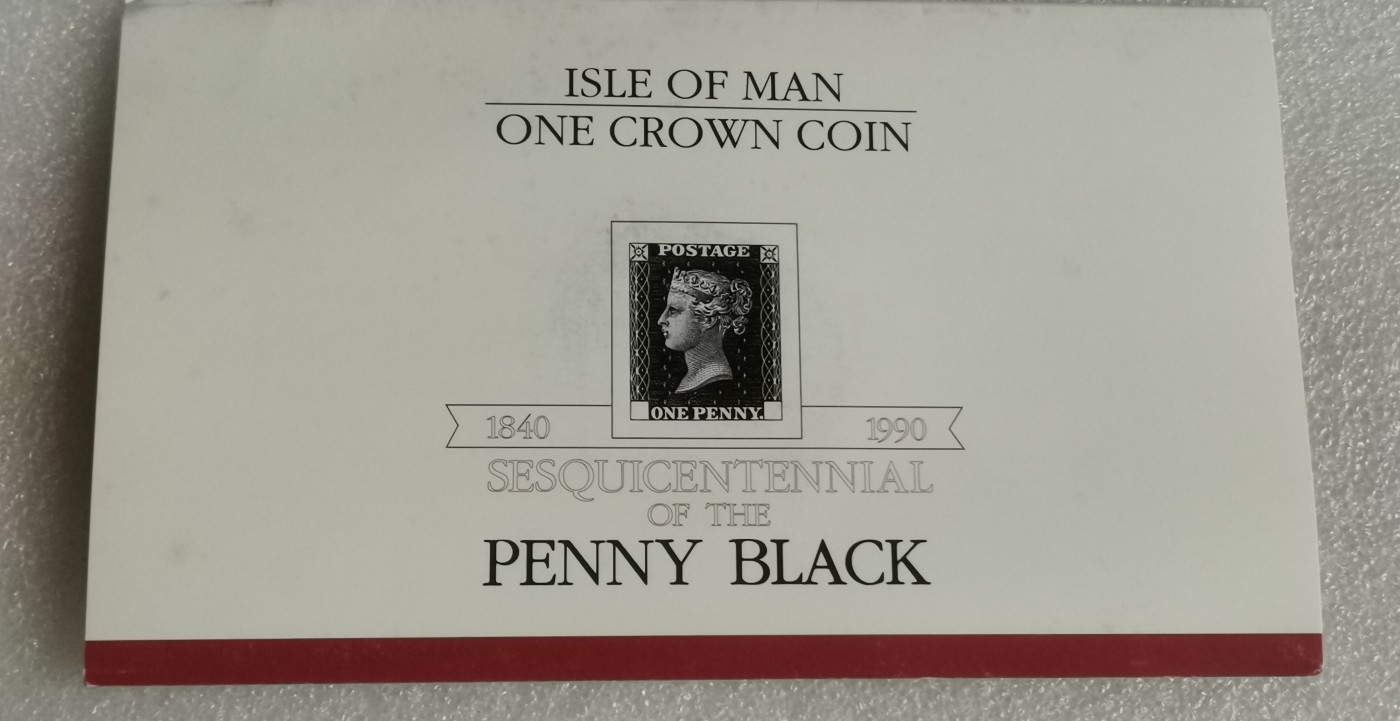 ISLE OF MAN
ONE CROWN COIN
POSTAGE
ONE PENNY.
1840 1990
SESQUICENTENNIAL
OF THE
PENNY BLACK